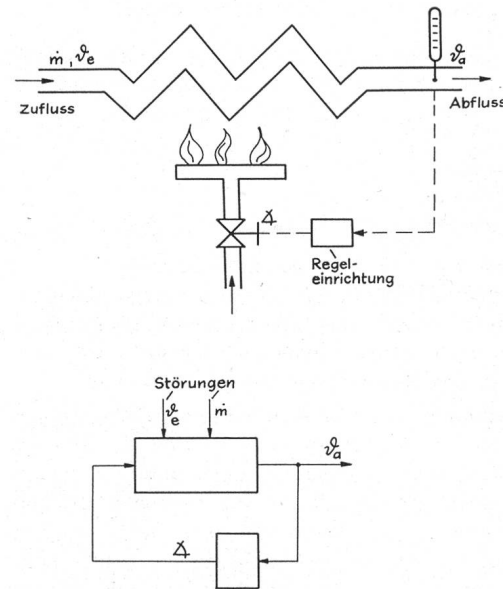 ṁ, ϑe
ϑa
Zufluss
Abfluss
∡
Regel-
einrichtung
Störungen
ϑe
ṁ
ϑa
∡